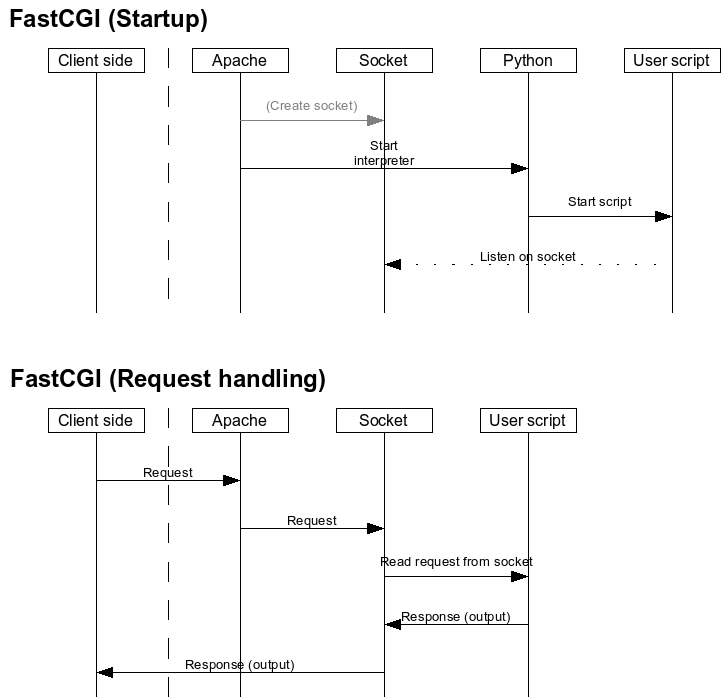 FastCGI (Startup)
Client side
Apache
Socket
Python
User script
(Create socket)
Start
interpreter
Start script
Listen on socket
FastCGI (Request handling)
Client side
Apache
Socket
User script
Request
Request
Read request from socket
Response (output)
Response (output)